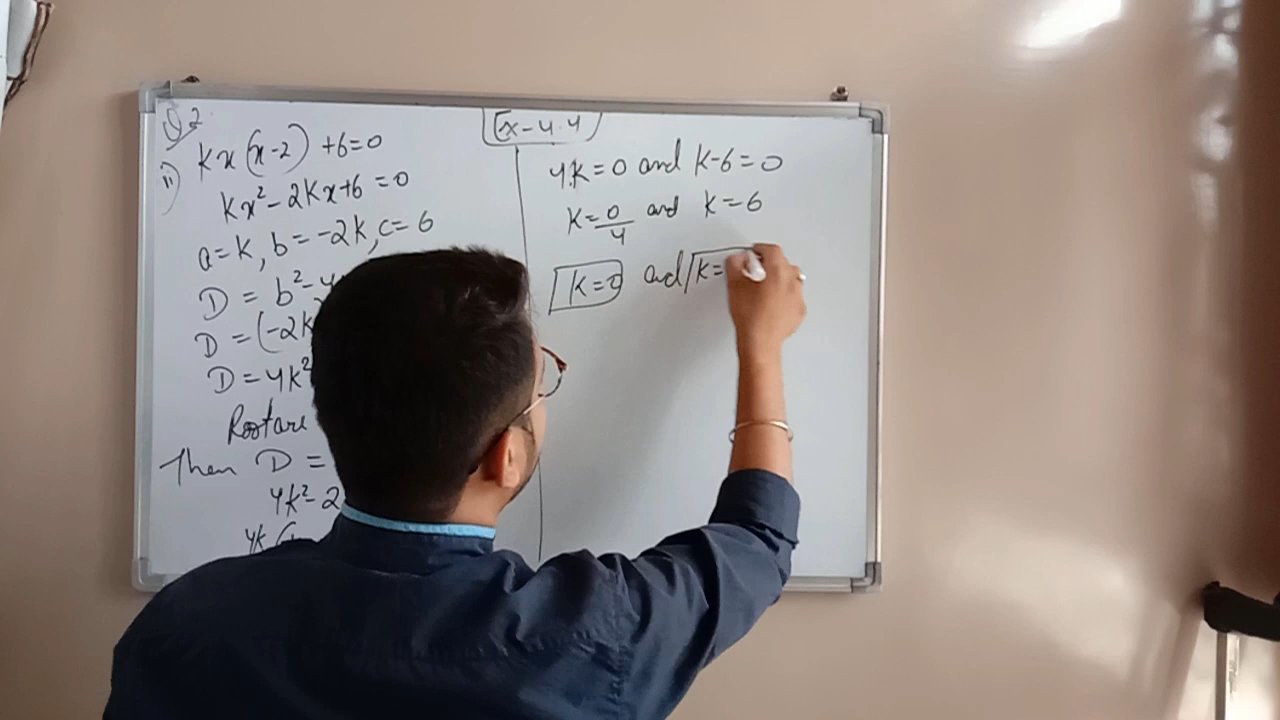 Q2
ii) kx(x-2) +6=0
kx²-2kx+6=0
a=k, b=-2k, c=6
D = b²-4
D = (-2k
D = 4k²
Root are
Then D =
4k²-2
4k (
Ex-4.4
4k=0 and k-6=0
k=0/4 and k=6
k=0 and k=